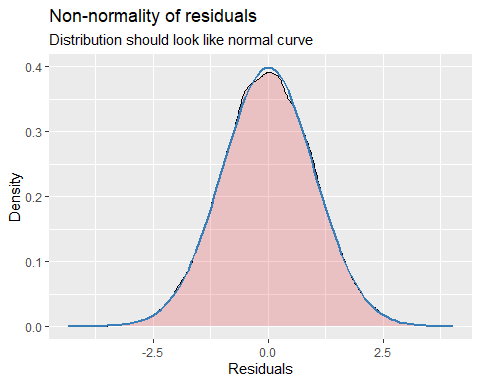 Non-normality of residuals
Distribution should look like normal curve
0.4
0.3
0.2
0.1
0.0
Density
-2.5 0.0 2.5
Residuals